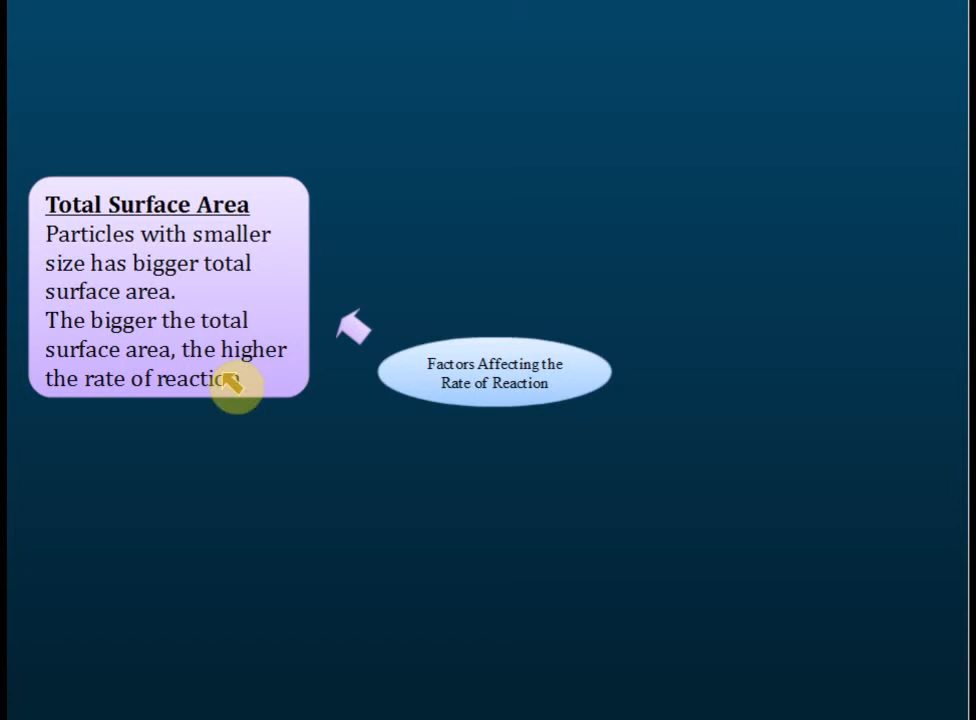 Total Surface Area
Particles with smaller
size has bigger total
surface area.
The bigger the total
surface area, the higher
the rate of reaction
Factors Affecting the
Rate of Reaction